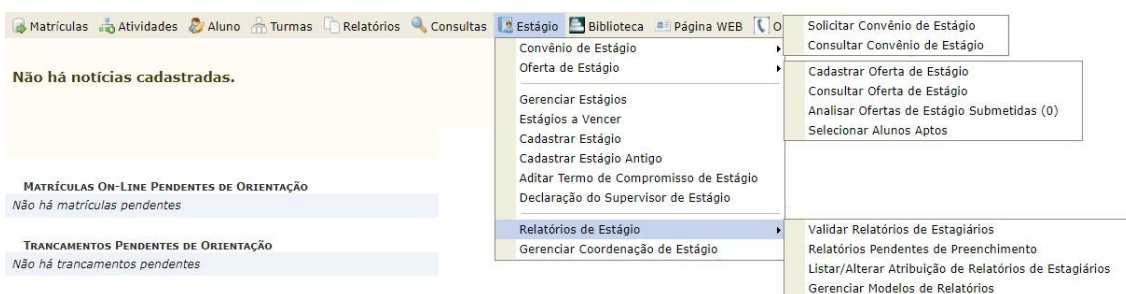 Matrículas Atividades Aluno Turmas Relatórios Consultas Estágio Biblioteca Página WEB O
Não há notícias cadastradas.
MATRÍCULAS ON-LINE PENDENTES DE ORIENTAÇÃO
Não há matrículas pendentes
TRANCAMENTOS PENDENTES DE ORIENTAÇÃO
Não há trancamentos pendentes
Convênio de Estágio
Oferta de Estágio
Gerenciar Estágios
Estágios a Vencer
Cadastrar Estágio
Cadastrar Estágio Antigo
Aditar Termo de Compromisso de Estágio
Declaração do Supervisor de Estágio
Relatórios de Estágio
Gerenciar Coordenação de Estágio
Solicitar Convênio de Estágio
Consultar Convênio de Estágio
Cadastrar Oferta de Estágio
Consultar Oferta de Estágio
Analisar Ofertas de Estágio Submetidas (0)
Selecionar Alunos Aptos
Validar Relatórios de Estagiários
Relatórios Pendentes de Preenchimento
Listar/Alterar Atribuição de Relatórios de Estagiários
Gerenciar Modelos de Relatórios